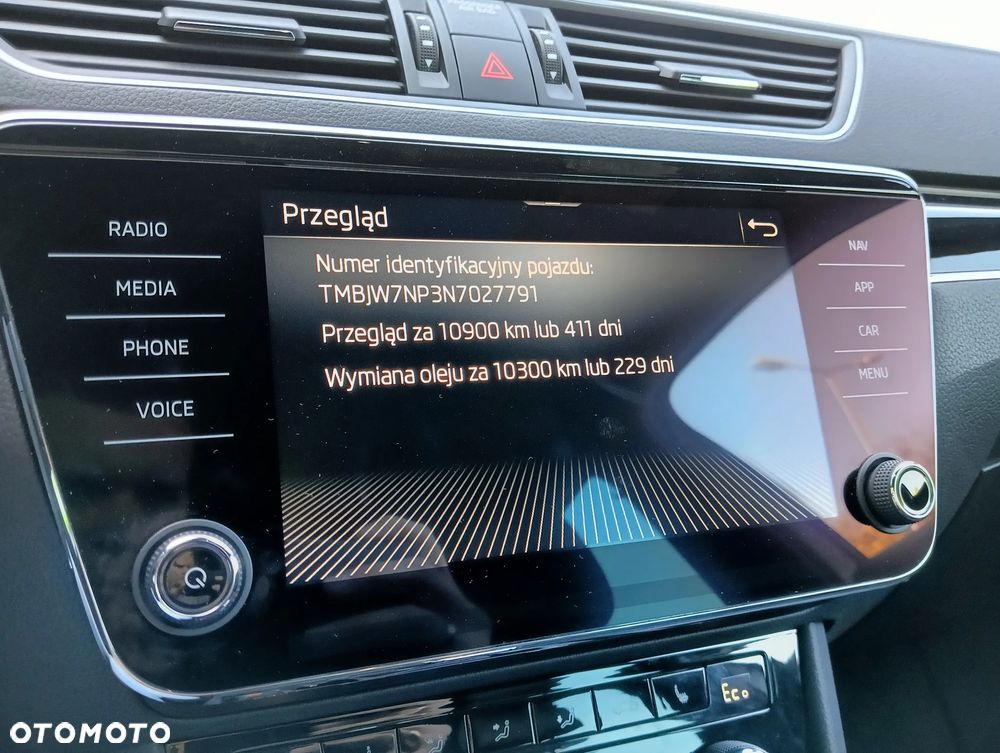 Przegląd
Numer identyfikacyjny pojazdu:
TMBJW7NP3N7027791
Przegląd za 10900 km lub 411 dni
Wymiana oleju za 10300 km lub 229 dni
RADIO
MEDIA
PHONE
VOICE
NAV
APP
CAR
MENU
Eco
OTOMOTO